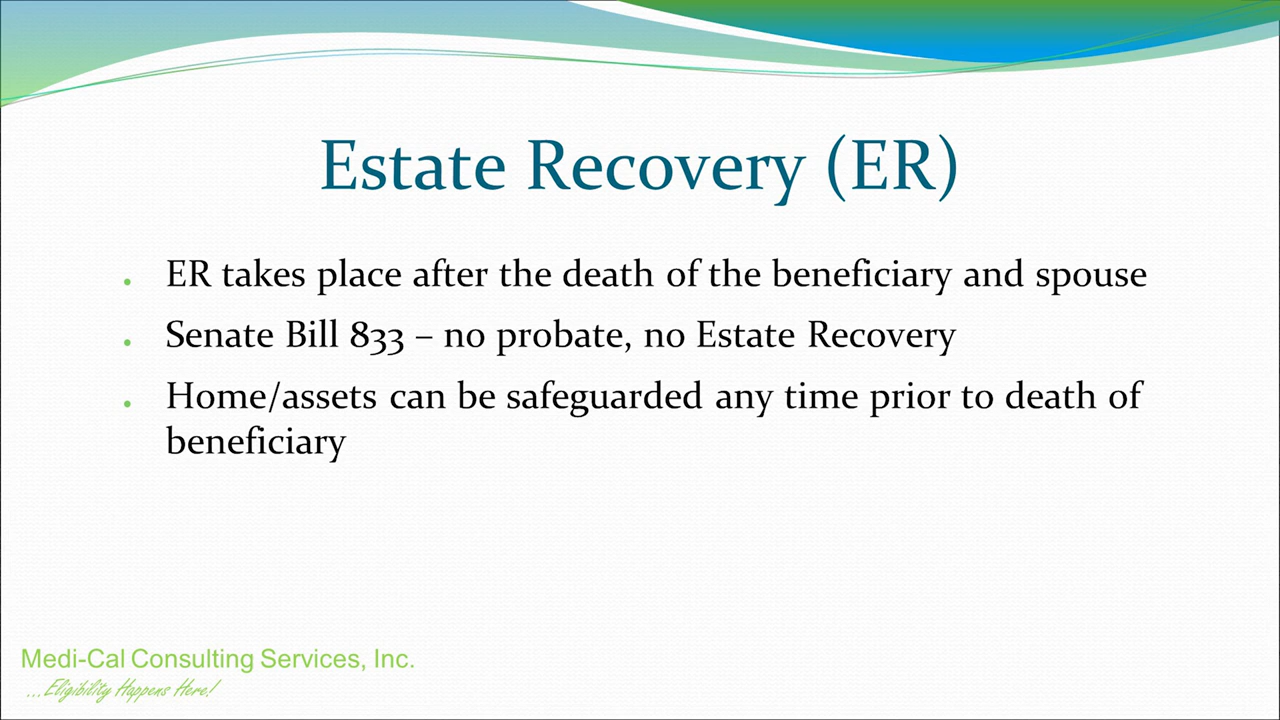 Estate Recovery (ER)
• ER takes place after the death of the beneficiary and spouse
• Senate Bill 833 – no probate, no Estate Recovery
• Home/assets can be safeguarded any time prior to death of
beneficiary
Medi-Cal Consulting Services, Inc.
...Eligibility Happens Here!